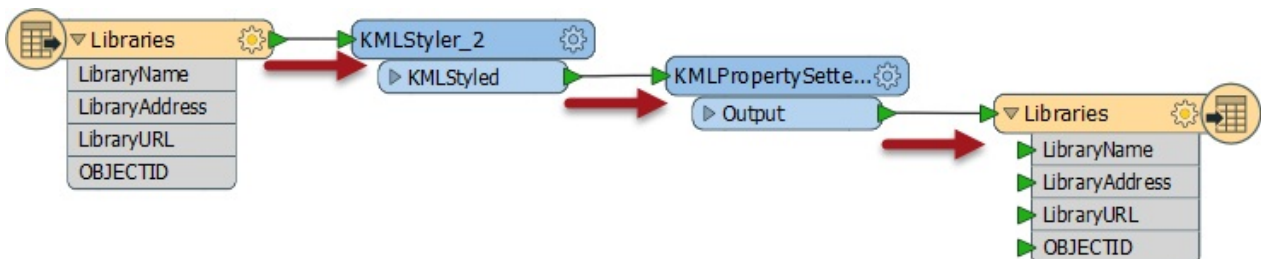 Libraries
LibraryName
LibraryAddress
LibraryURL
OBJECTID
KMLStyler_2
KMLStyled
KMLPropertySette...
Output
Libraries
LibraryName
LibraryAddress
LibraryURL
OBJECTID